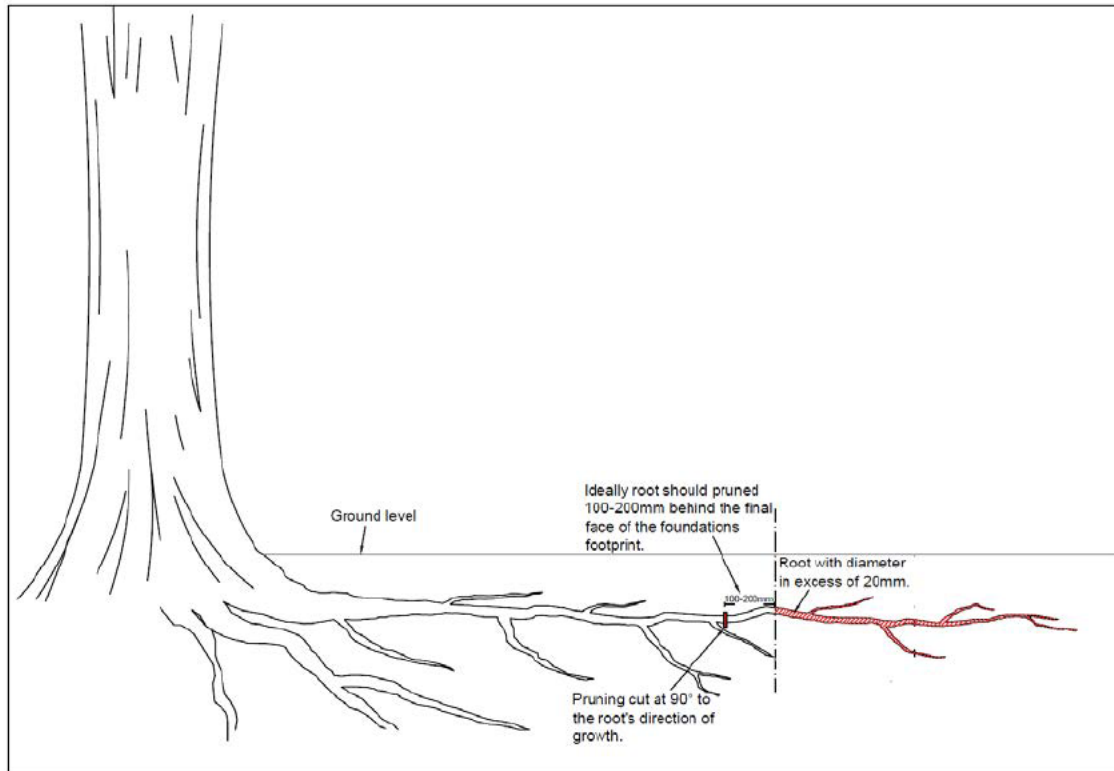 Ideally root should pruned
100-200mm behind the final
face of the foundations
footprint.
Ground level
Root with diameter
in excess of 20mm.
100-200mm
Pruning cut at 90° to
the root's direction of
growth.